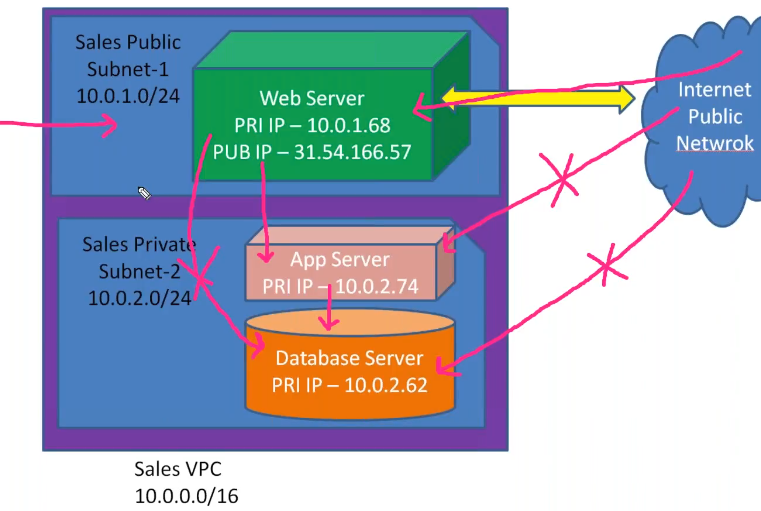 Sales Public
Subnet-1
10.0.1.0/24
Web Server
PRI IP – 10.0.1.68
PUB IP – 31.54.166.57
Internet
Public
Netwrok
Sales Private
Subnet-2
10.0.2.0/24
App Server
PRI IP – 10.0.2.74
Database Server
PRI IP – 10.0.2.62
Sales VPC
10.0.0.0/16